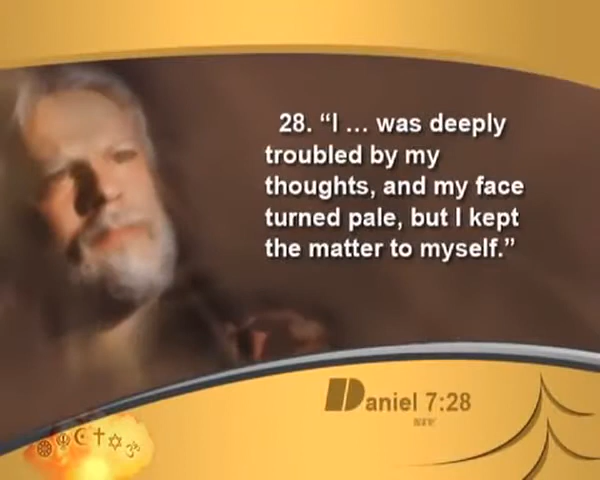 28. “I ... was deeply
troubled by my
thoughts, and my face
turned pale, but I kept
the matter to myself.”
Daniel 7:28